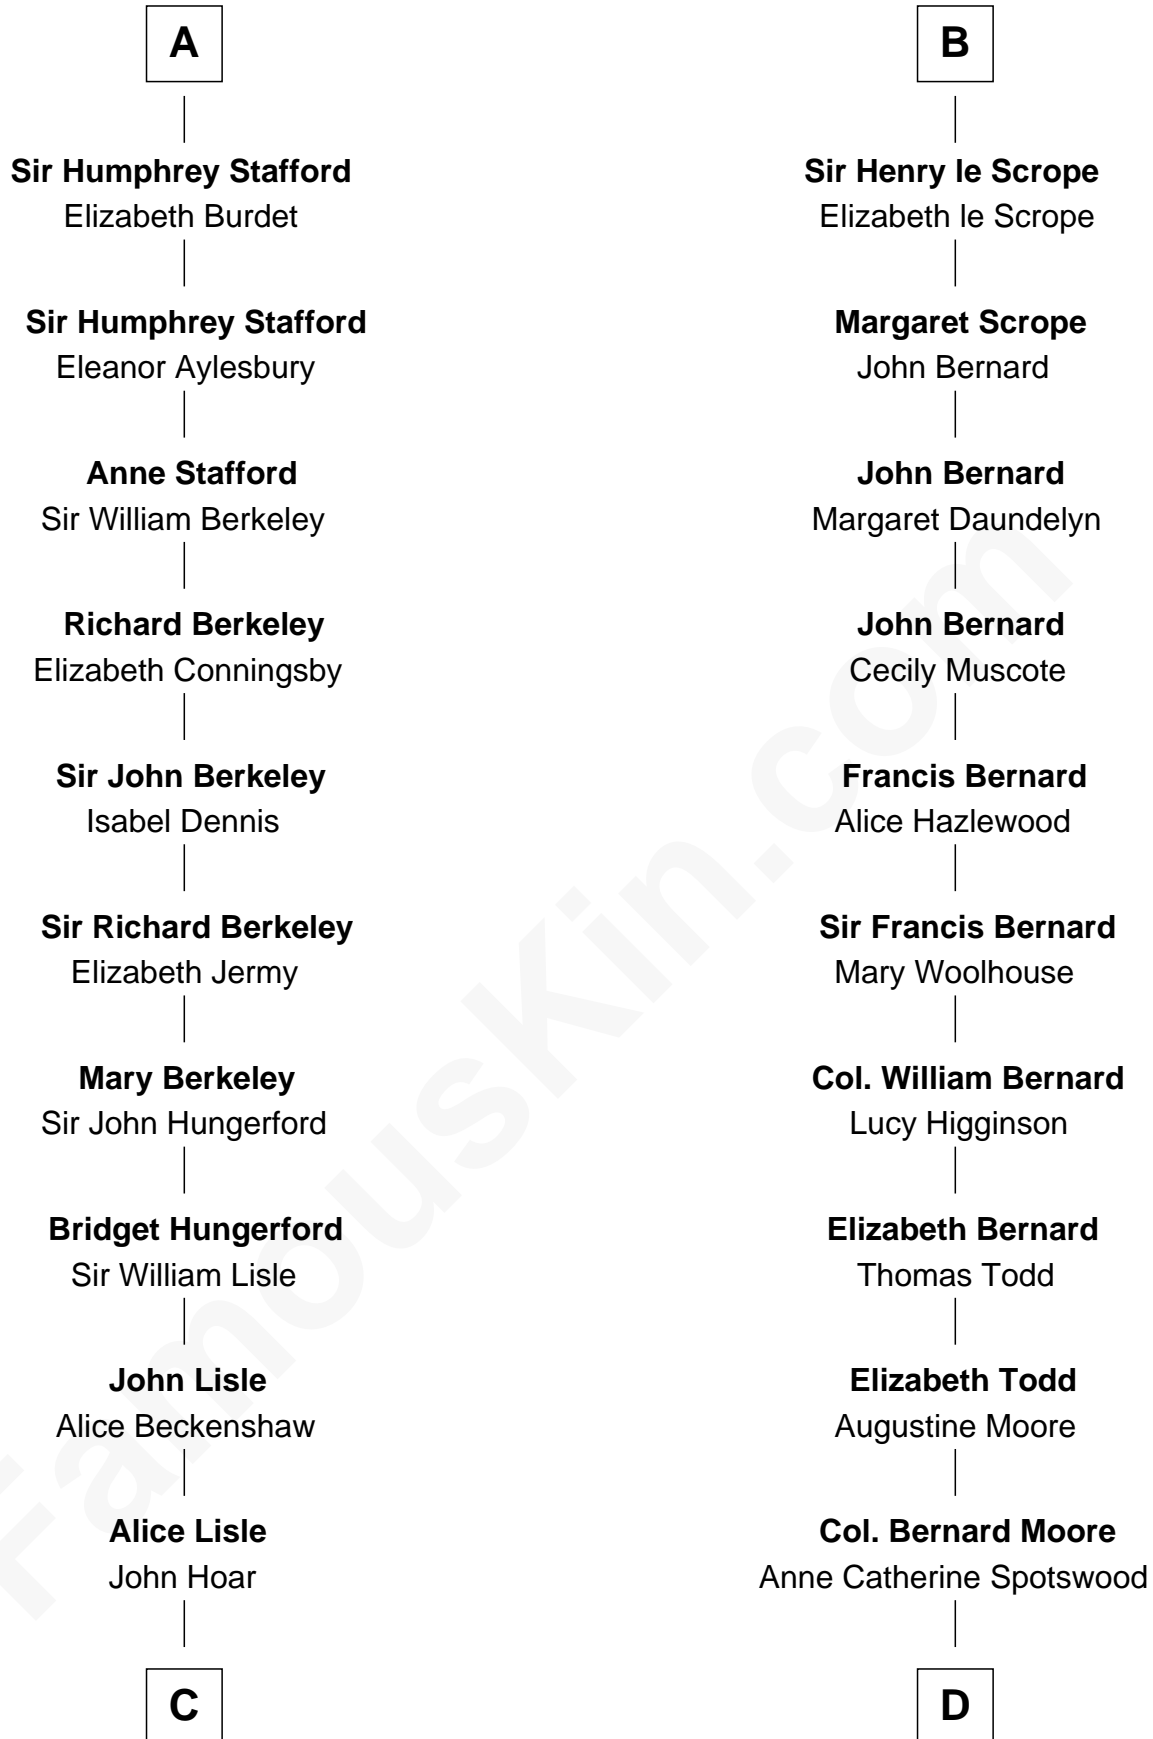 A
Sir Humphrey Stafford
Elizabeth Burdet
Sir Humphrey Stafford
Eleanor Aylesbury
Anne Stafford
Sir William Berkeley
Richard Berkeley
Elizabeth Conningsby
Sir John Berkeley
Isabel Dennis
Sir Richard Berkeley
Elizabeth Jermy
Mary Berkeley
Sir John Hungerford
Bridget Hungerford
Sir William Lisle
John Lisle
Alice Beckenshaw
Alice Lisle
John Hoar
C
B
Sir Henry le Scrope
Elizabeth le Scrope
Margaret Scrope
John Bernard
John Bernard
Margaret Daundelyn
John Bernard
Cecily Muscote
Francis Bernard
Alice Hazlewood
Sir Francis Bernard
Mary Woolhouse
Col. William Bernard
Lucy Higginson
Elizabeth Bernard
Thomas Todd
Elizabeth Todd
Augustine Moore
Col. Bernard Moore
Anne Catherine Spotswood
D
FamousKin.com